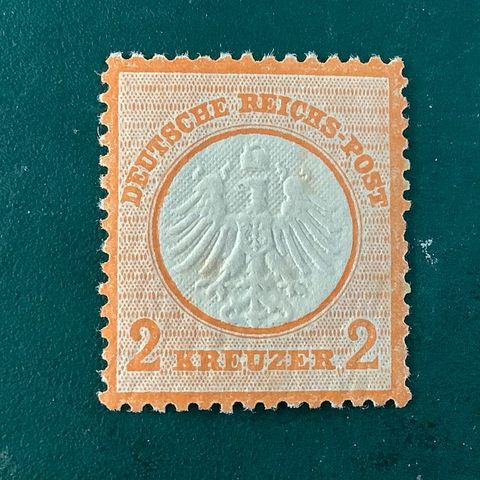 DEUTSCHE REICHS-POST
2 KREUZER 2